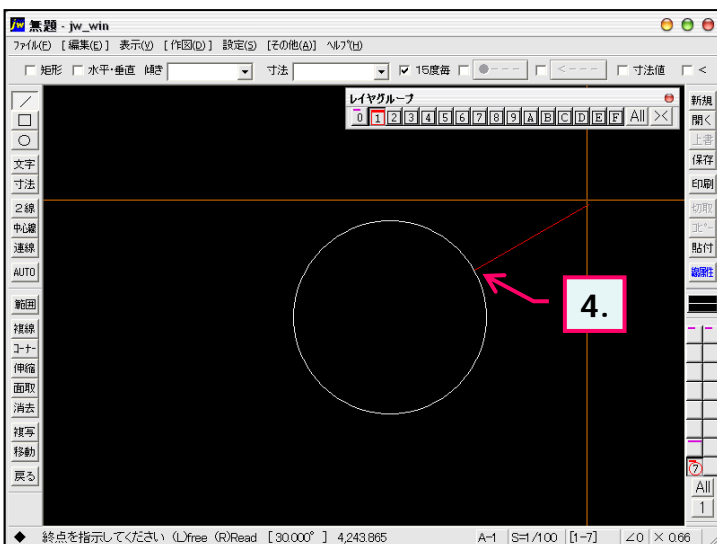 無題 - jw_win
ﾌｧｲﾙ(F) [編集(E)] 表示(V) [作図(D)] 設定(S) [その他(A)] ﾍﾙﾌﾟ(H)
矩形 水平・垂直 傾き 寸法 15度毎 ●--- <--- 寸法値 <
レイヤグループ
0 1 2 3 4 5 6 7 8 9 A B C D E F All ><
文字
寸法
2線
中心線
連線
AUTO
範囲
複線
ｺｰﾅｰ
伸縮
面取
消去
複写
移動
戻る
4.
新規
開く
上書
保存
印刷
切取
ｺﾋﾟｰ
貼付
線属性
7
All
1
終点を指示してください (L)free (R)Read [30.000°] 4,243.865 A-1 S=1/100 [1-7] ∠0 × 0.66